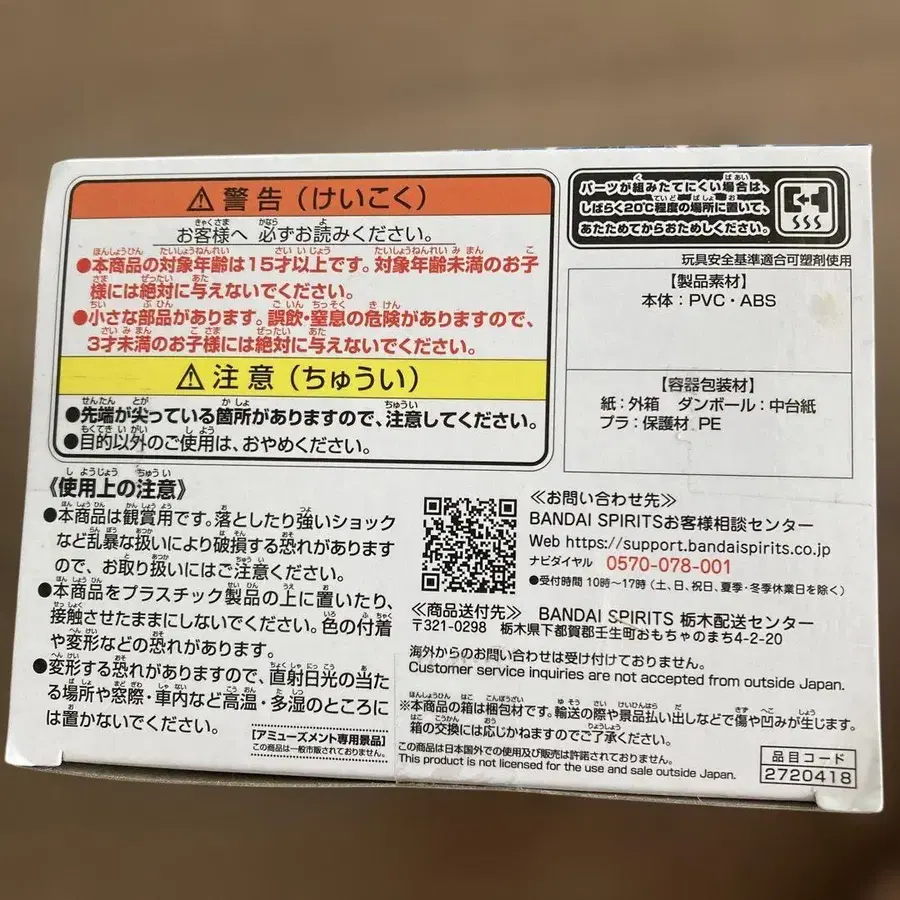 ⚠警告(けいこく)
お客様へ 必ずお読みください。
●本商品の対象年齢は15才以上です。対象年齢未満のお子
様には絶対に与えないでください。
●小さな部品があります。誤飲・窒息の危険がありますので、
3才未満のお子様には絶対に与えないでください。
⚠注意(ちゅうい)
●先端が尖っている箇所がありますので、注意してください。
●目的以外のご使用は、おやめください。
《使用上の注意》
●本商品は観賞用です。落としたり強いショック
など乱暴な扱いにより破損する恐れがあります
ので、お取り扱いにはご注意ください。
●本商品をプラスチック製品の上に置いたり、
接触させたままにしないでください。色の付着
や変形などの恐れがあります。
●変形する恐れがありますので、直射日光の当た
る場所や窓際・車内など高温・多湿のところに
は置かないでください。
【アミューズメント専用景品】
この商品は一般市販されておりません。
パーツが組みたてにくい場合は、
しばらく20℃程度の場所に置いて、
あたためてからおためしください。
玩具安全基準適合可塑剤使用
【製品素材】
本体:PVC・ABS
【容器包装材】
紙:外箱 ダンボール:中台紙
プラ:保護材 PE
≪お問い合わせ先≫
BANDAI SPIRITSお客様相談センター
Web https://support.bandaispirits.co.jp
ナビダイヤル 0570-078-001
●受付時間 10時~17時(土、日、祝日、夏季・冬季休業日を除く)
≪商品送付先≫ BANDAI SPIRITS 栃木配送センター
〒321-0298 栃木県下都賀郡壬生町おもちゃのまち4-2-20
海外からのお問い合わせは受け付けておりません。
Customer service inquiries are not accepted from outside Japan.
※本商品の箱は梱包材です。輸送の際や景品払い出しなどで傷や凹みが生じます。
箱の交換には応じかねますのでご了承ください。
この商品は日本国外での使用及び販売は許諾されておりません。
This product is not licensed for the use and sale outside Japan.
品目コード
2720418